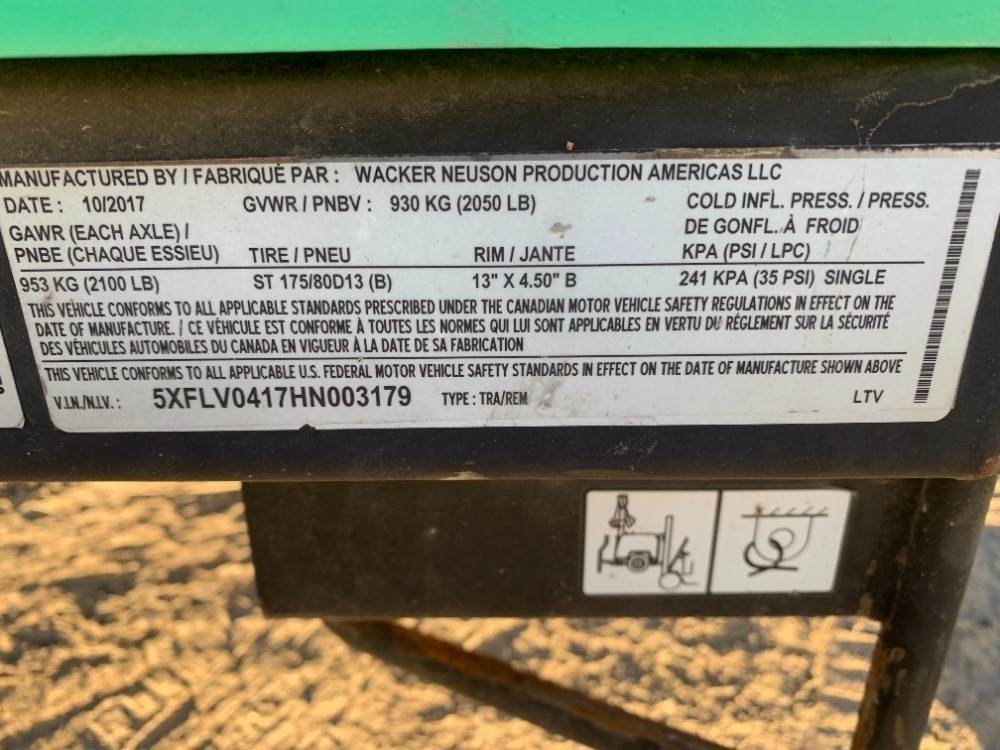 MANUFACTURED BY / FABRIQUÉ PAR : WACKER NEUSON PRODUCTION AMERICAS LLC
DATE : 10/2017 GVWR / PNBV : 930 KG (2050 LB) COLD INFL. PRESS. / PRESS.
DE GONFL. À FROID
GAWR (EACH AXLE) /
PNBE (CHAQUE ESSIEU) TIRE / PNEU RIM / JANTE KPA (PSI / LPC)
953 KG (2100 LB) ST 175/80D13 (B) 13" X 4.50" B 241 KPA (35 PSI) SINGLE
THIS VEHICLE CONFORMS TO ALL APPLICABLE STANDARDS PRESCRIBED UNDER THE CANADIAN MOTOR VEHICLE SAFETY REGULATIONS IN EFFECT ON THE
DATE OF MANUFACTURE. / CE VÉHICULE EST CONFORME À TOUTES LES NORMES QUI LUI SONT APPLICABLES EN VERTU DU RÉGLEMENT SUR LA SÉCURITÉ
DES VÉHICULES AUTOMOBILES DU CANADA EN VIGUEUR À LA DATE DE SA FABRICATION
THIS VEHICLE CONFORMS TO ALL APPLICABLE U.S. FEDERAL MOTOR VEHICLE SAFETY STANDARDS IN EFFECT ON THE DATE OF MANUFACTURE SHOWN ABOVE
V.I.N./N.I.V. : 5XFLV0417HN003179 TYPE : TRA/REM LTV